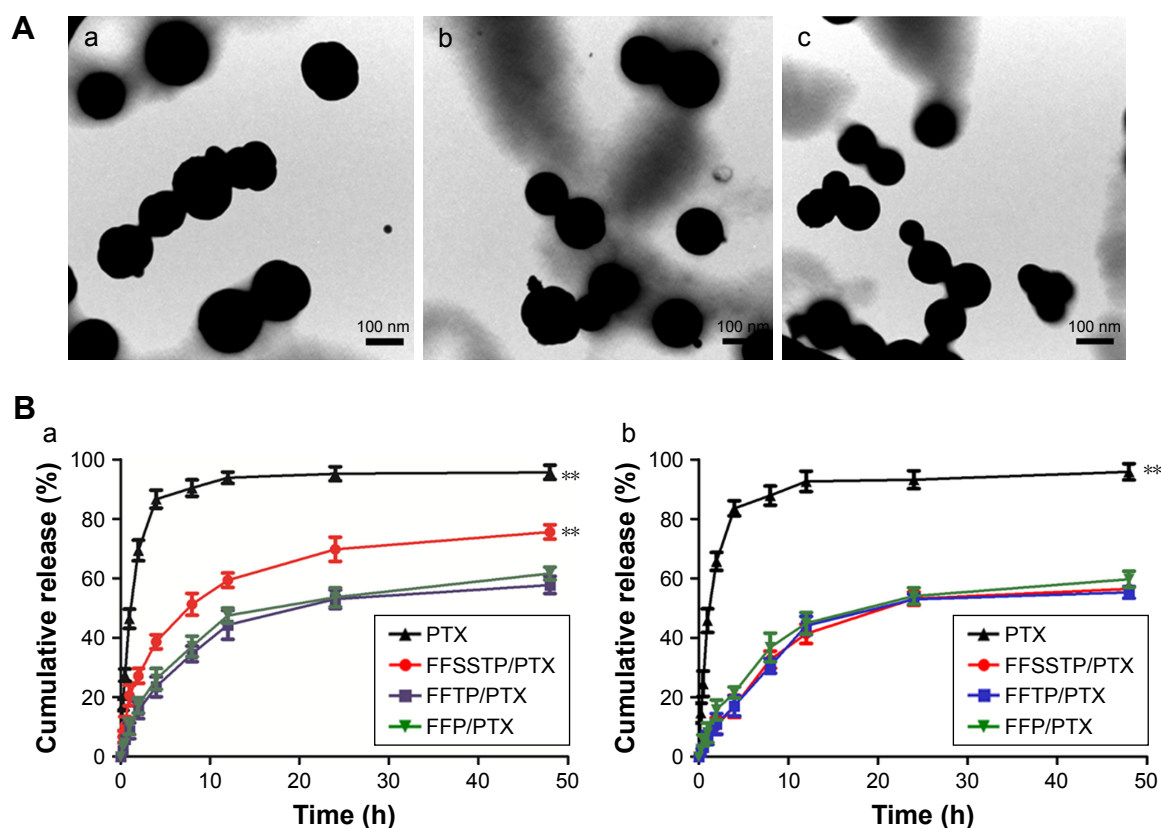 A
a
b
c
100 nm
100 nm
100 nm
B
a
b
Cumulative release (%)
100
80
60
40
20
0
**
**
PTX
FFSSTP/PTX
FFTP/PTX
FFP/PTX
0
10
20
30
40
50
Time (h)
Cumulative release (%)
100
80
60
40
20
0
**
PTX
FFSSTP/PTX
FFTP/PTX
FFP/PTX
0
10
20
30
40
50
Time (h)